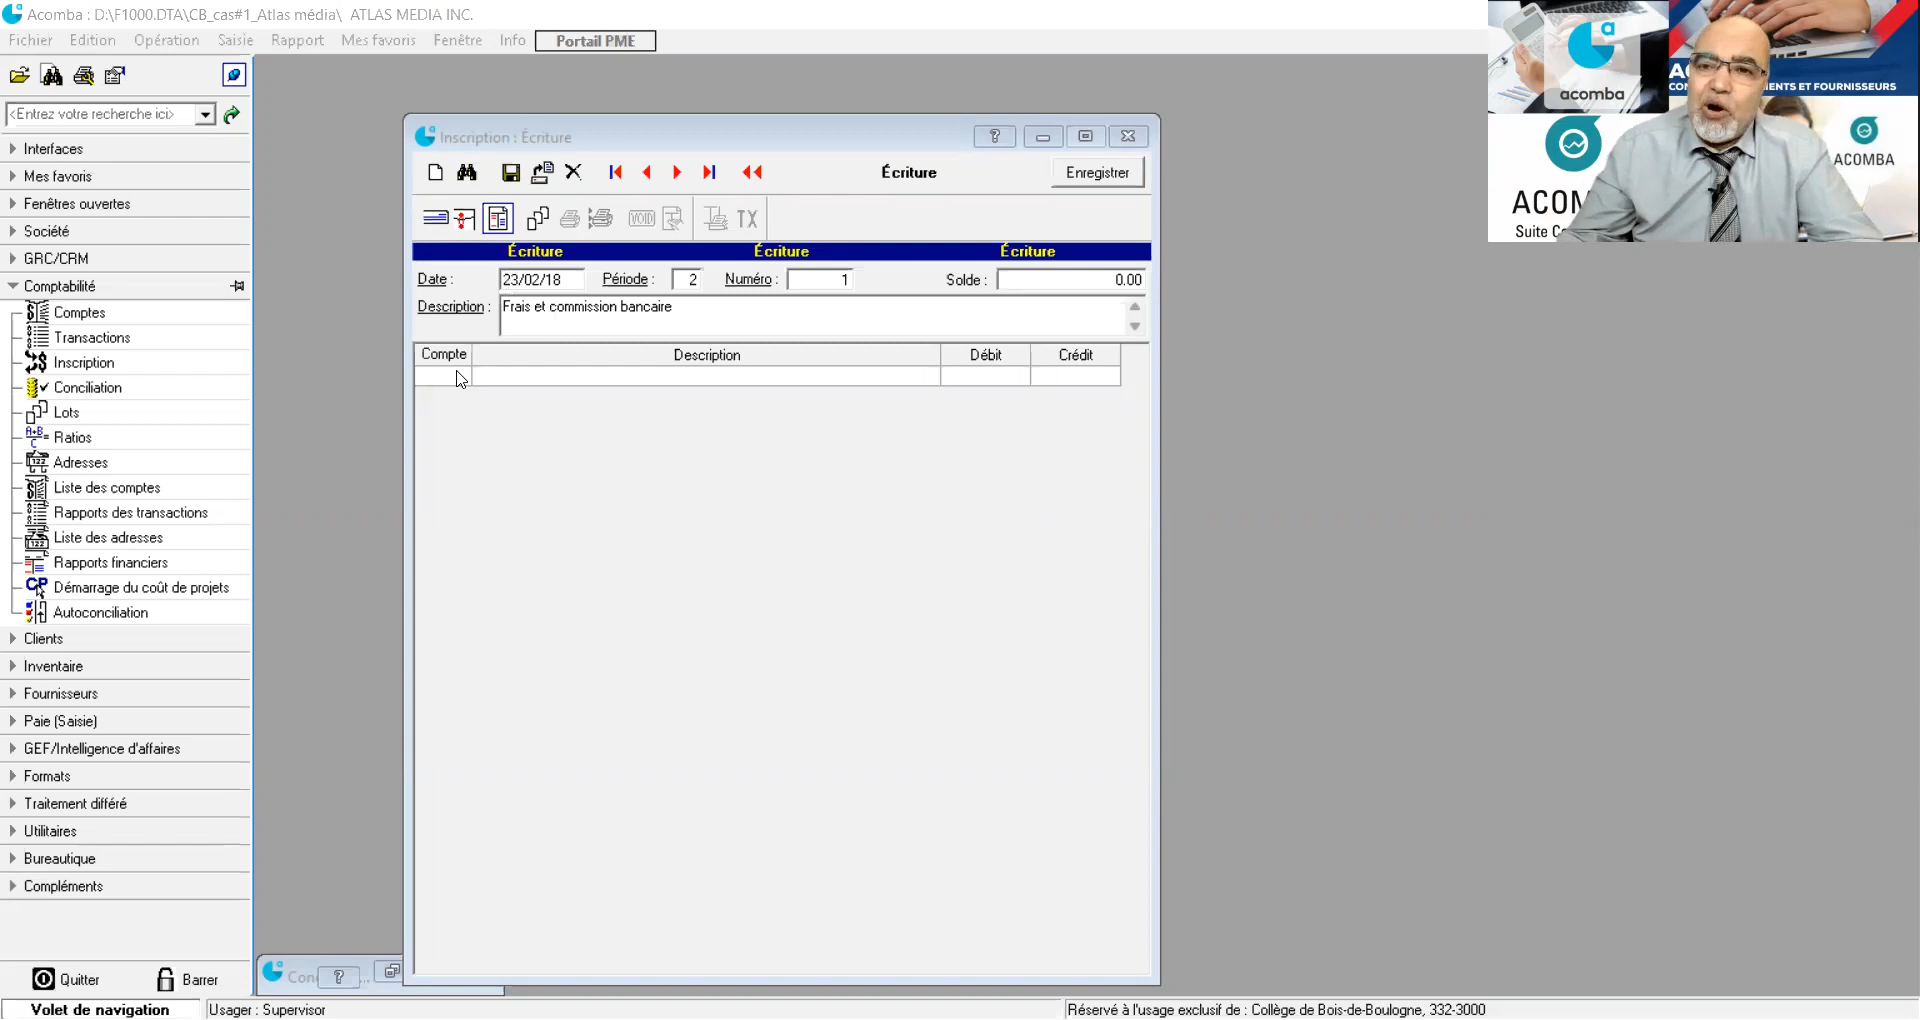 Acomba : D:\F1000.DTA\CB_cas#1_Atlas média\ ATLAS MEDIA INC.
Fichier Edition Opération Saisie Rapport Mes favoris Fenêtre Info Portail PME
<Entrez votre recherche ici>
Interfaces
Mes favoris
Fenêtres ouvertes
Société
GRC/CRM
Comptabilité
Comptes
Transactions
Inscription
Conciliation
Lots
Ratios
Adresses
Liste des comptes
Rapports des transactions
Liste des adresses
Rapports financiers
Démarrage du coût de projets
Autoconciliation
Clients
Inventaire
Fournisseurs
Paie (Saisie)
GEF/Intelligence d'affaires
Formats
Traitement différé
Utilitaires
Bureautique
Compléments
Quitter Barrer
Volet de navigation Usager : Supervisor Réservé à l'usage exclusif de : Collège de Bois-de-Boulogne, 332-3000
Inscription : Écriture
Écriture Enregistrer
VOID TX
Écriture Écriture Écriture
Date : 23/02/18 Période : 2 Numéro : 1 Solde : 0.00
Description : Frais et commission bancaire
Compte Description Débit Crédit
acomba
ENTS ET FOURNISSEURS
ACOMBA